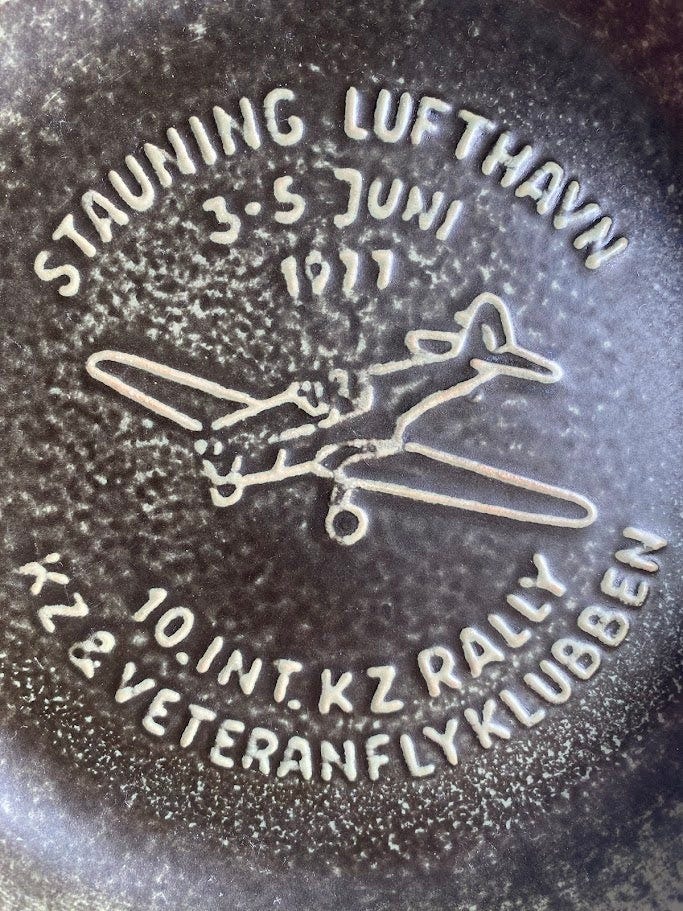 STAUNING LUFTHAVN
3-5 JUNI
1977
10. INT. KZ RALLY
KZ & VETERANFLYKLUBBEN